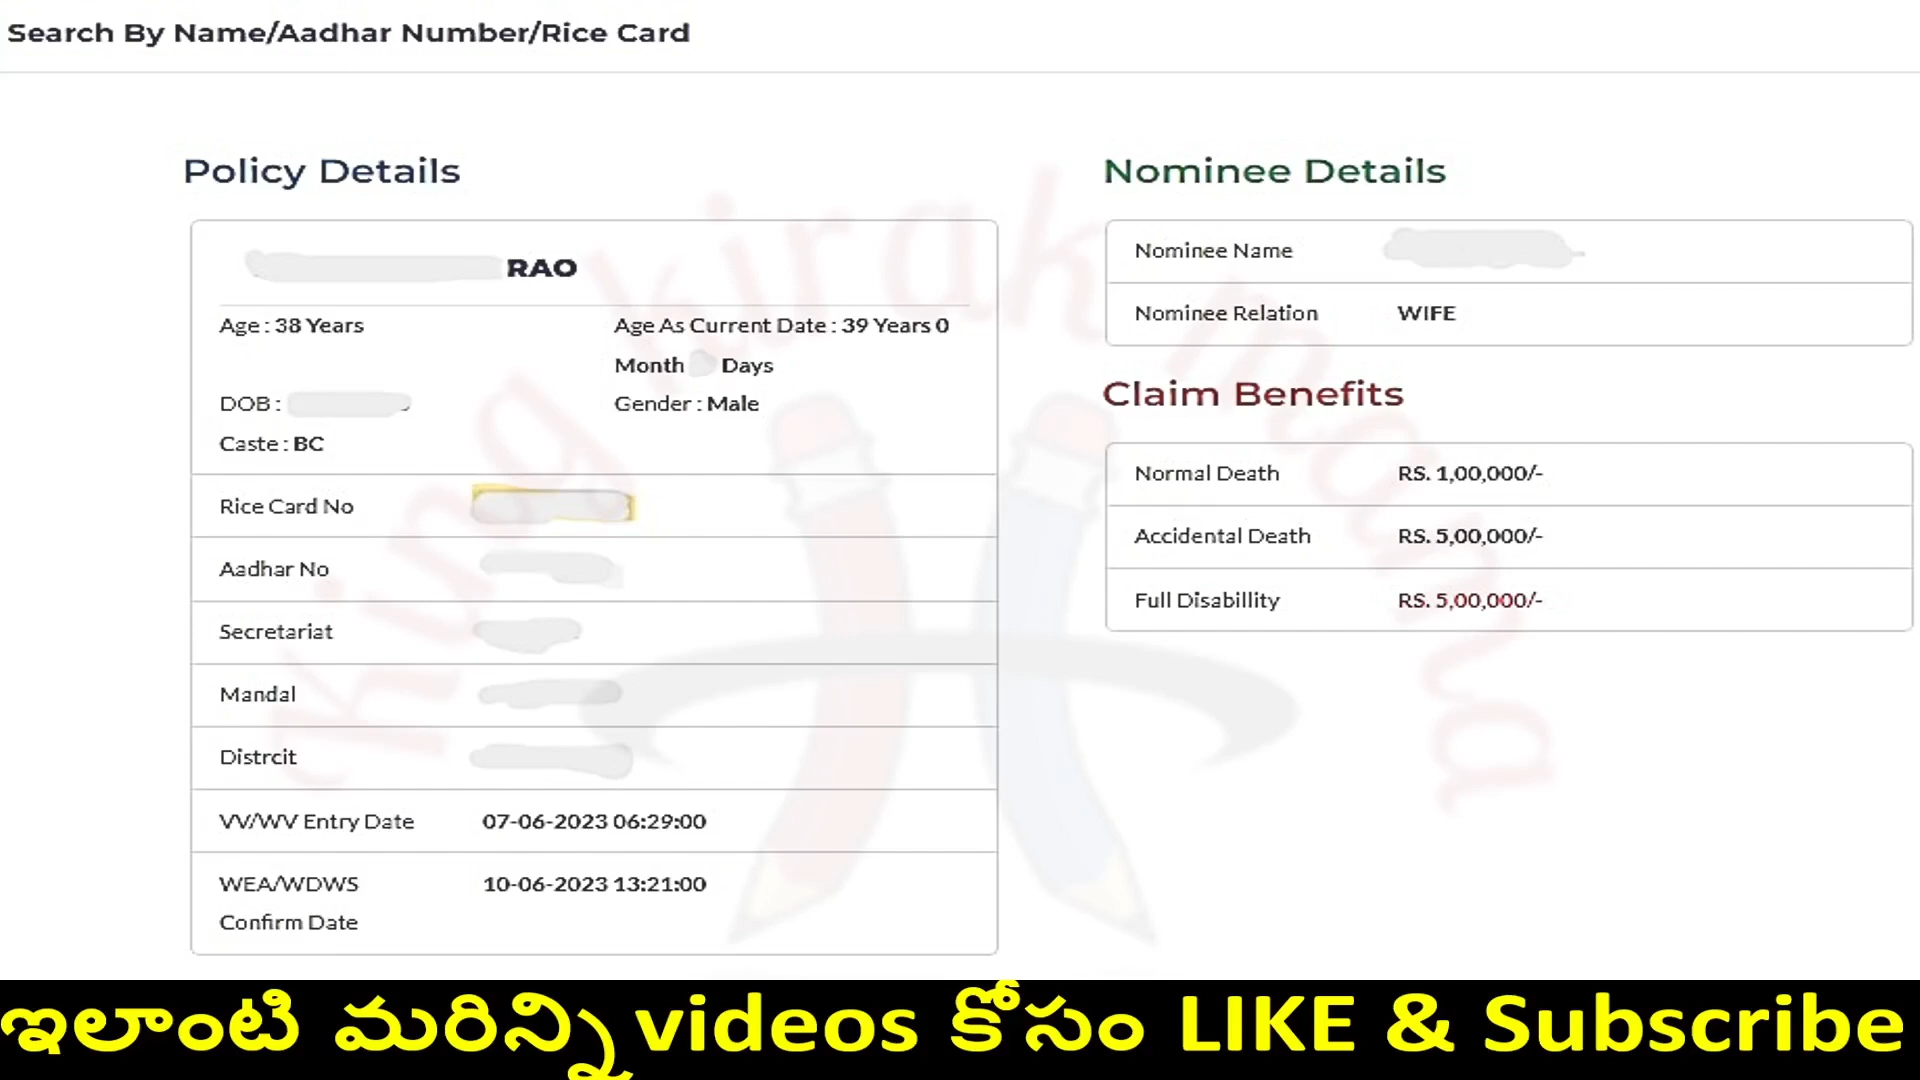 Search By Name/Aadhar Number/Rice Card
Policy Details
RAO
Age : 38 Years
Age As Current Date : 39 Years 0
Month Days
DOB :
Gender : Male
Caste : BC
Rice Card No
Aadhar No
Secretariat
Mandal
Distrcit
VV/WV Entry Date 07-06-2023 06:29:00
WEA/WDWS 10-06-2023 13:21:00
Confirm Date
Nominee Details
Nominee Name
Nominee Relation WIFE
Claim Benefits
Normal Death RS. 1,00,000/-
Accidental Death RS. 5,00,000/-
Full Disabillity RS. 5,00,000/-
king kirak mama
ఇలాంటి మరిన్ని videos కోసం LIKE & Subscribe